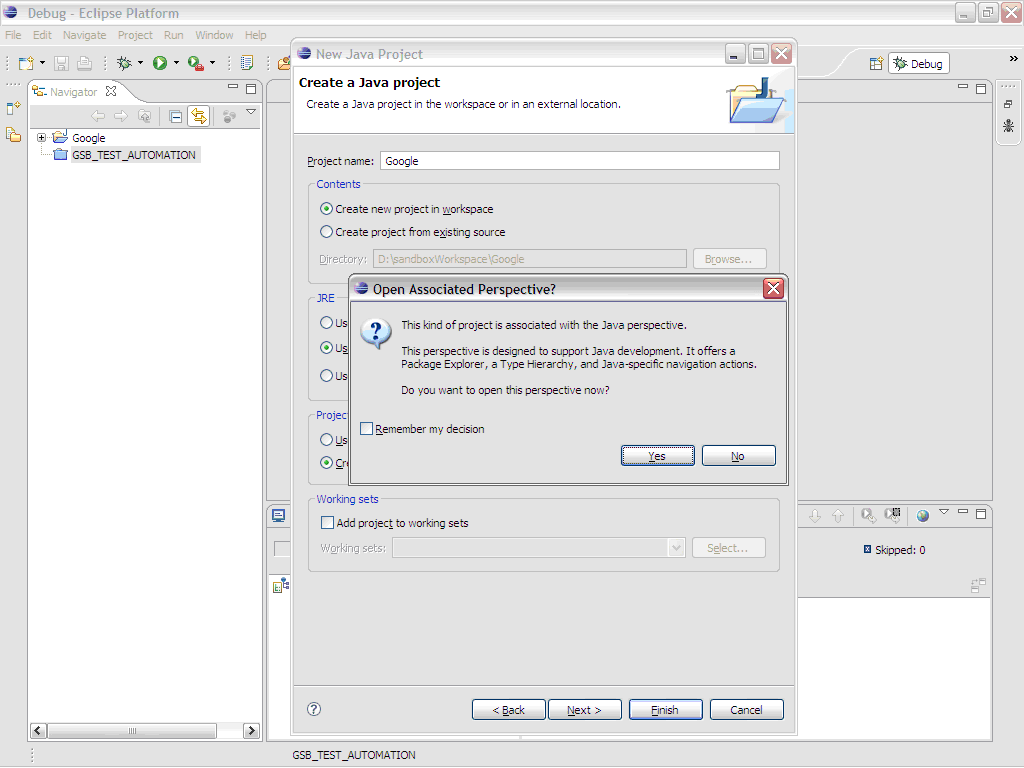 Debug - Eclipse Platform
File Edit Navigate Project Run Window Help
Debug
Navigator
Google
GSB_TEST_AUTOMATION
New Java Project
Create a Java project
Create a Java project in the workspace or in an external location.
Project name: Google
Contents
Create new project in workspace
Create project from existing source
Directory: D:\sandboxWorkspace\Google Browse...
JRE
Us
Us
Us
Project
Us
Cre
Open Associated Perspective?
This kind of project is associated with the Java perspective.
This perspective is designed to support Java development. It offers a
Package Explorer, a Type Hierarchy, and Java-specific navigation actions.
Do you want to open this perspective now?
Remember my decision
Yes No
Working sets
Add project to working sets
Working sets: Select...
Skipped: 0
< Back Next > Finish Cancel
GSB_TEST_AUTOMATION